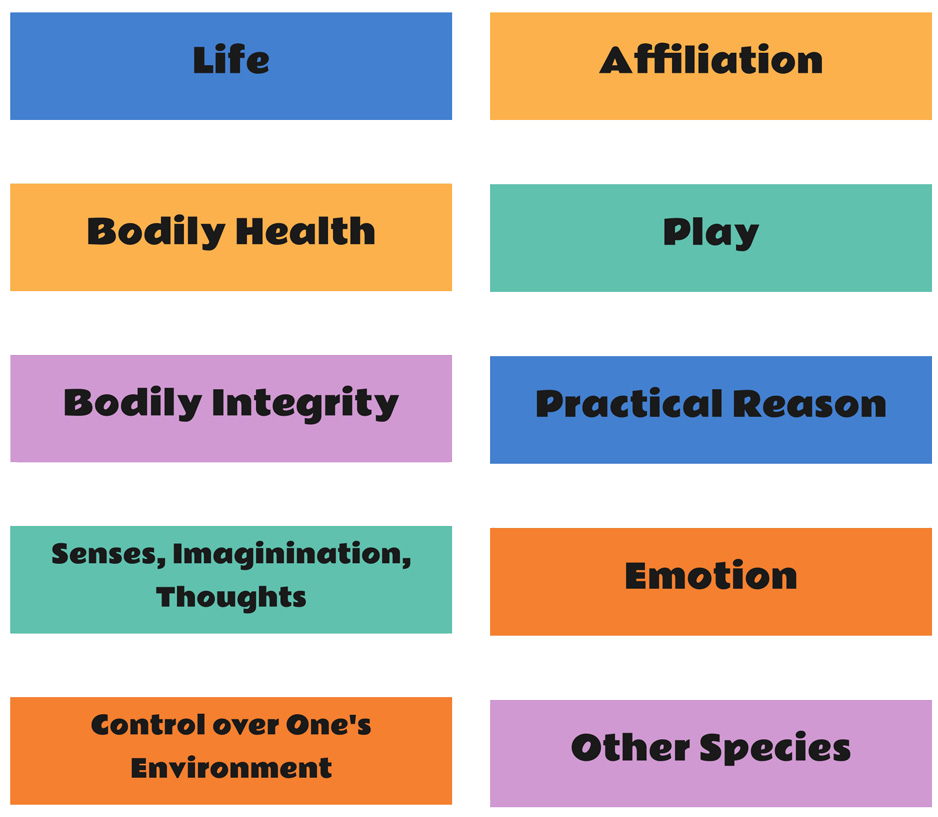 Life
Affiliation
Bodily Health
Play
Bodily Integrity
Practical Reason
Senses, Imaginination,
Thoughts
Emotion
Control over One's
Environment
Other Species